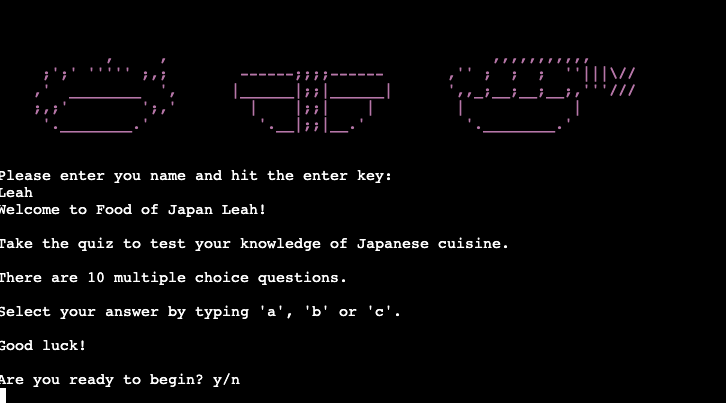 Please enter you name and hit the enter key:
Leah
Welcome to Food of Japan Leah!
Take the quiz to test your knowledge of Japanese cuisine.
There are 10 multiple choice questions.
Select your answer by typing 'a', 'b' or 'c'.
Good luck!
Are you ready to begin? y/n